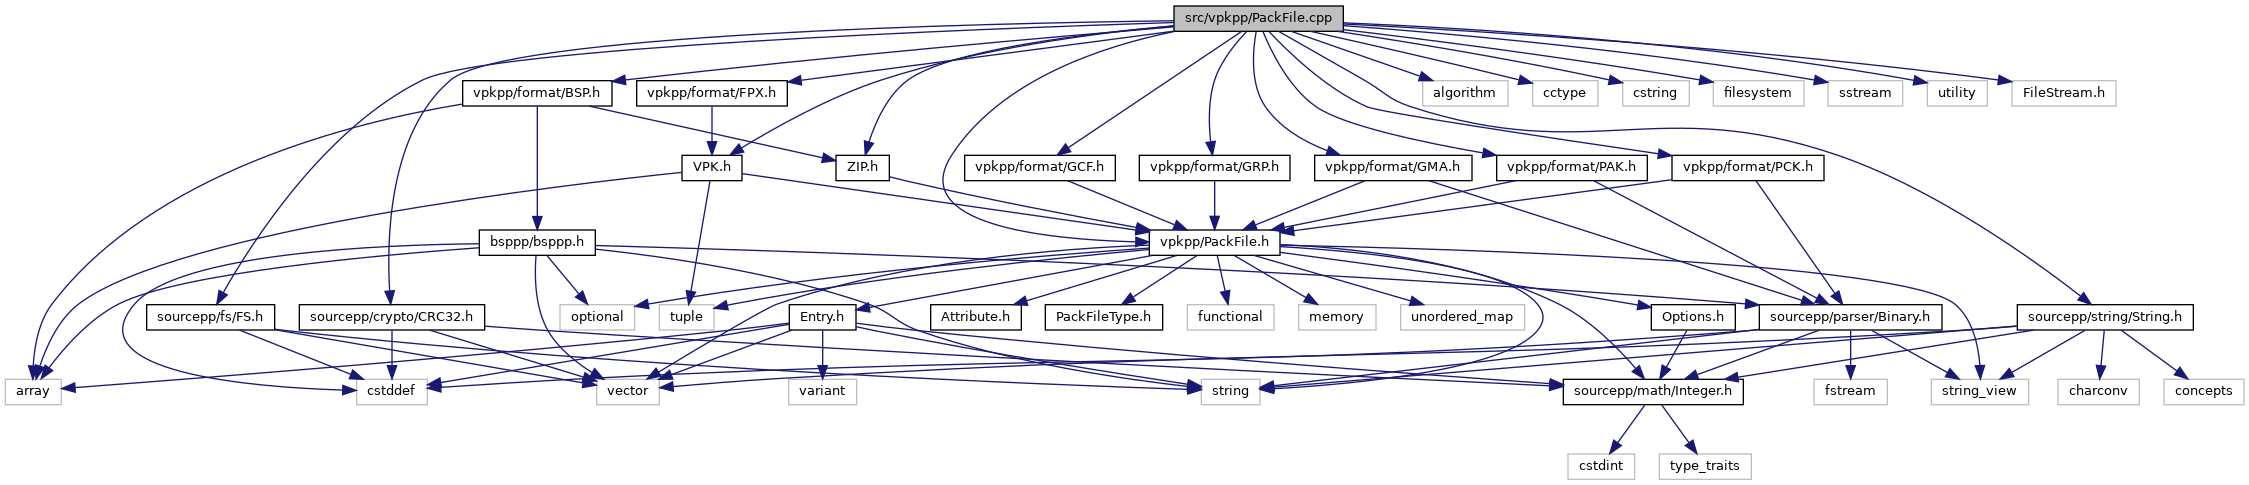 src/vpkpp/PackFile.cpp
vpkpp/format/BSP.h
vpkpp/format/FPX.h
algorithm
cctype
cstring
filesystem
sstream
utility
FileStream.h
VPK.h
ZIP.h
vpkpp/format/GCF.h
vpkpp/format/GRP.h
vpkpp/format/GMA.h
vpkpp/format/PAK.h
vpkpp/format/PCK.h
bsppp/bsppp.h
vpkpp/PackFile.h
sourcepp/fs/FS.h
sourcepp/crypto/CRC32.h
optional
tuple
Entry.h
Attribute.h
PackFileType.h
functional
memory
unordered_map
Options.h
sourcepp/parser/Binary.h
sourcepp/string/String.h
array
cstddef
vector
variant
string
sourcepp/math/Integer.h
fstream
string_view
charconv
concepts
cstdint
type_traits